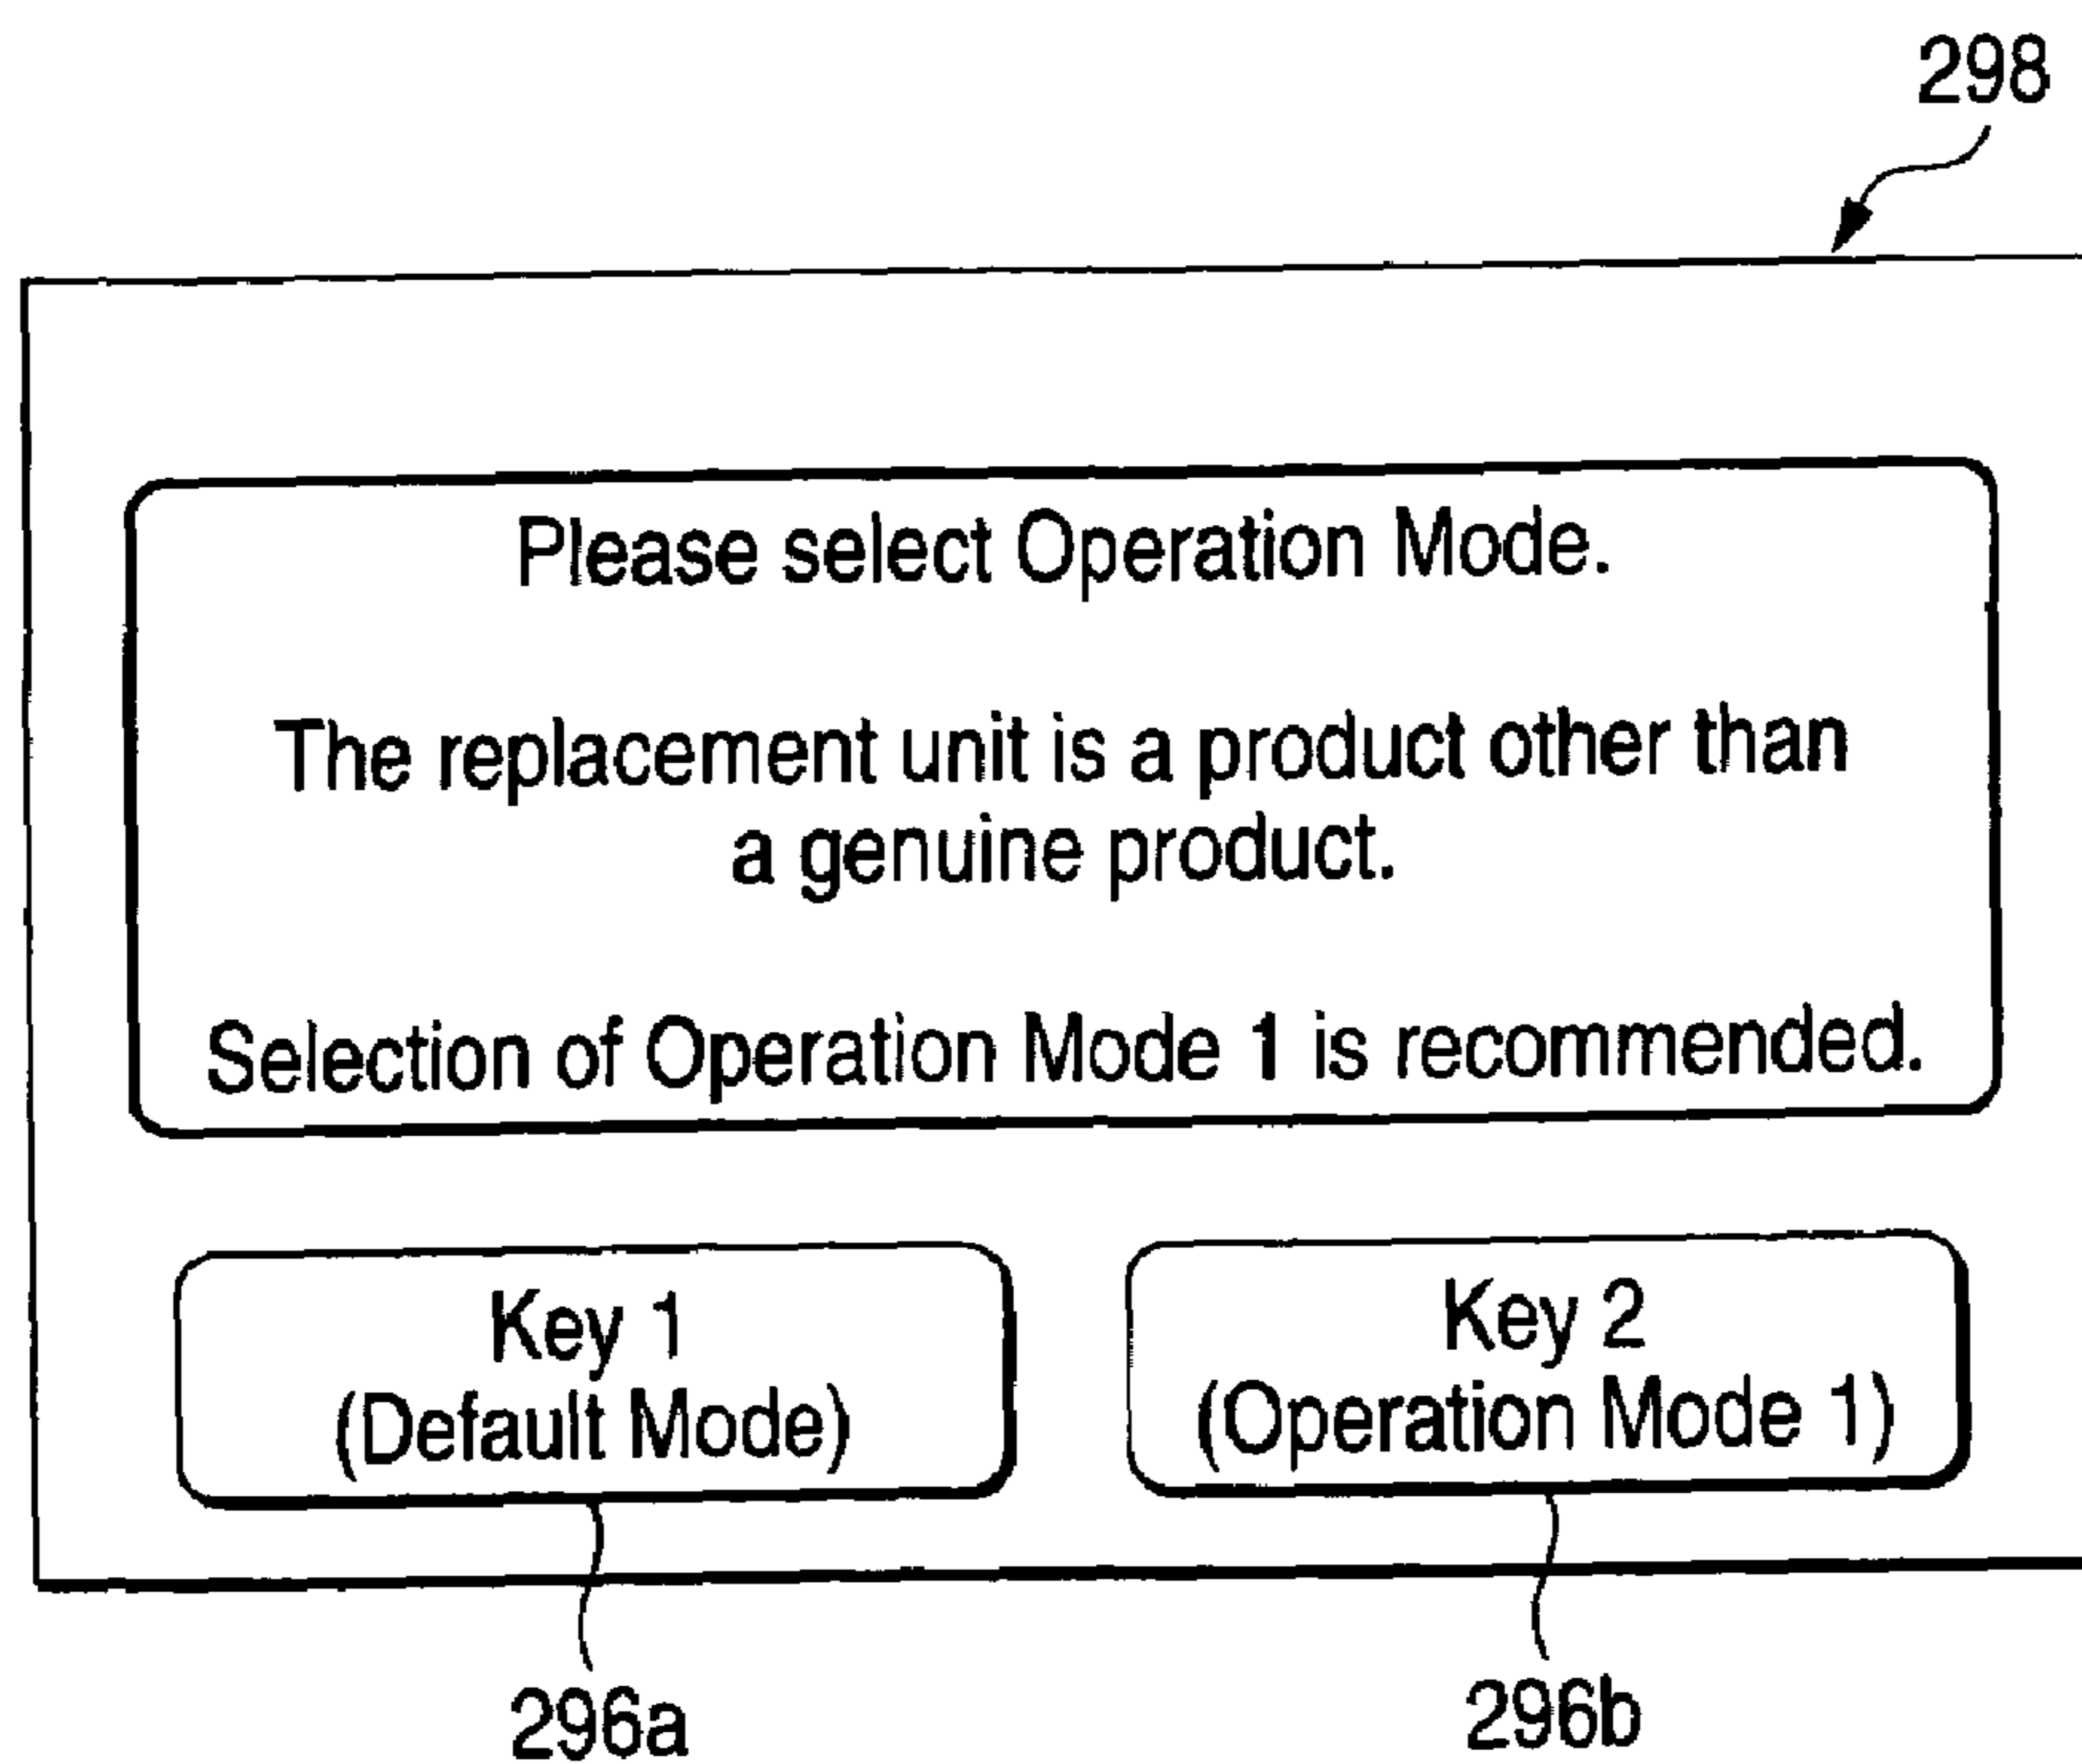 298
Please select Operation Mode.
The replacement unit is a product other than
a genuine product.
Selection of Operation Mode 1 is recommended.
Key 1
(Default Mode)
Key 2
(Operation Mode 1)
296a
296b